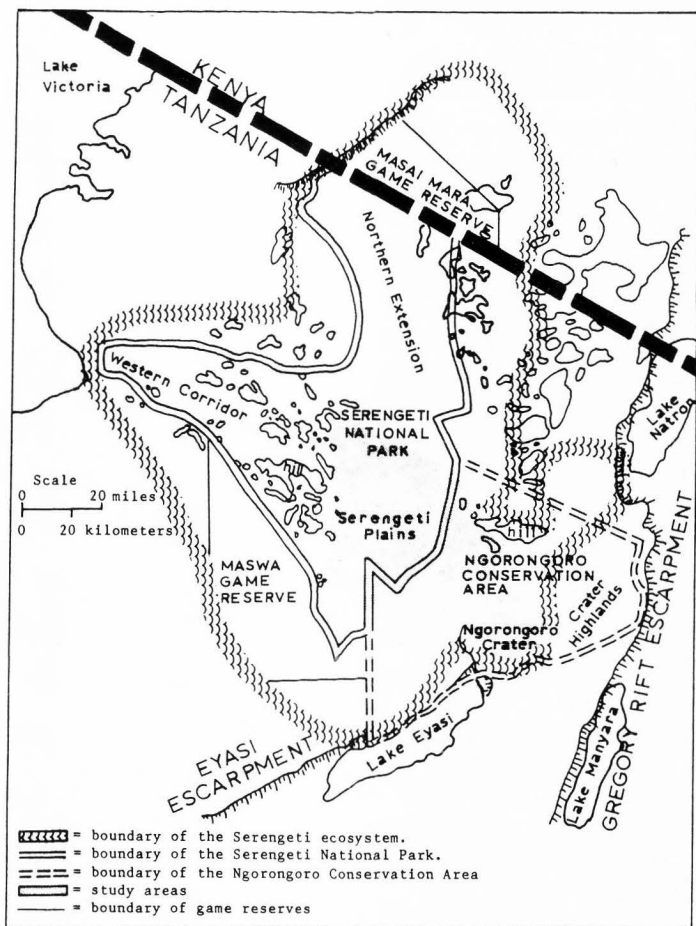 Lake
Victoria
KENYA
TANZANIA
MASAI MARA
GAME RESERVE
Northern Extension
Western Corridor
SERENGETI
NATIONAL
PARK
hill
Serengeti
Plains
Lake
Natron
Scale
0 20 miles
0 20 kilometers
MASWA
GAME
RESERVE
hill
NGORONGORO
CONSERVATION
AREA
Crater
Highlands
Ngorongoro
Crater
GREGORY RIFT ESCARPMENT
Lake Manyara
Lake Eyasi
EYASI
ESCARPMENT
= boundary of the Serengeti ecosystem.
= boundary of the Serengeti National Park.
= boundary of the Ngorongoro Conservation Area
= study areas
= boundary of game reserves